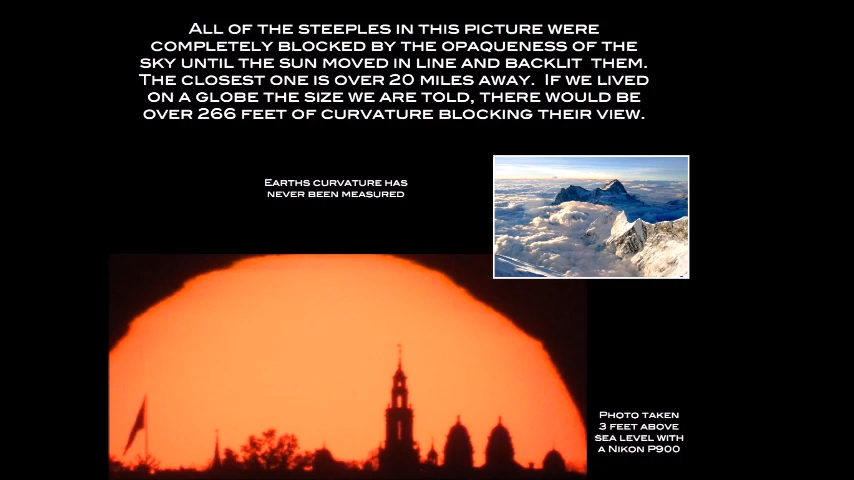 All of the steeples in this picture were
completely blocked by the opaqueness of the
sky until the sun moved in line and backlit them.
The closest one is over 20 miles away. If we lived
on a globe the size we are told, there would be
over 266 feet of curvature blocking their view.
Earths curvature has
never been measured
Photo taken
3 feet above
sea level with
a Nikon P900